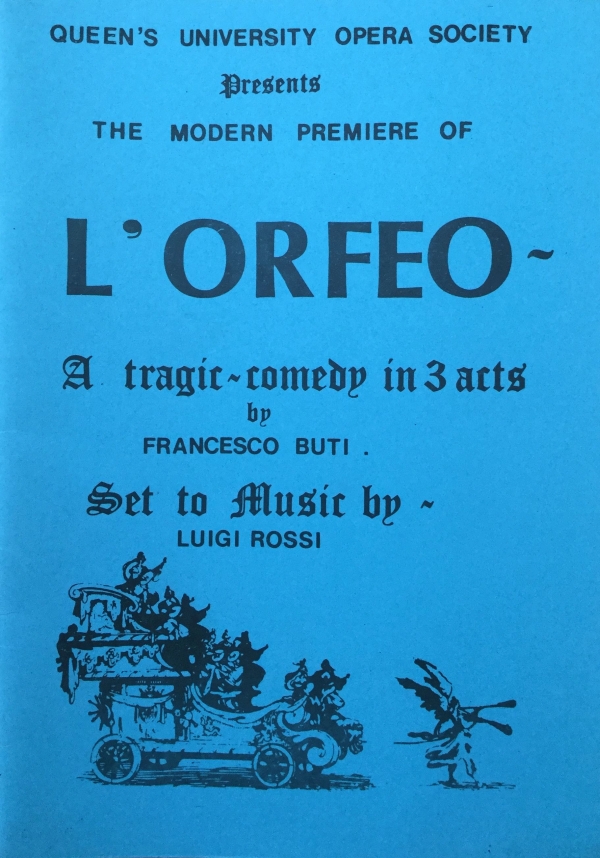 QUEEN'S UNIVERSITY OPERA SOCIETY
Presents
THE MODERN PREMIERE OF
L'ORFEO~
A tragic~comedy in 3 acts
by
FRANCESCO BUTI .
Set to Music by ~
LUIGI ROSSI